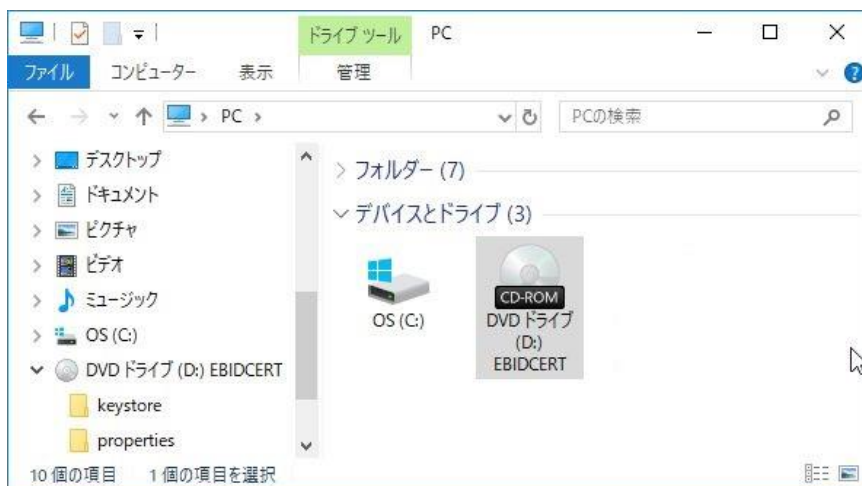 ドライブ ツール PC
ファイル コンピューター 表示 管理
PC PCの検索
デスクトップ
ドキュメント
ピクチャ
ビデオ
ミュージック
OS (C:)
DVD ドライブ (D:) EBIDCERT
keystore
properties
フォルダー (7)
デバイスとドライブ (3)
OS (C:)
CD-ROM
DVD ドライブ
(D:)
EBIDCERT
10 個の項目 1 個の項目を選択